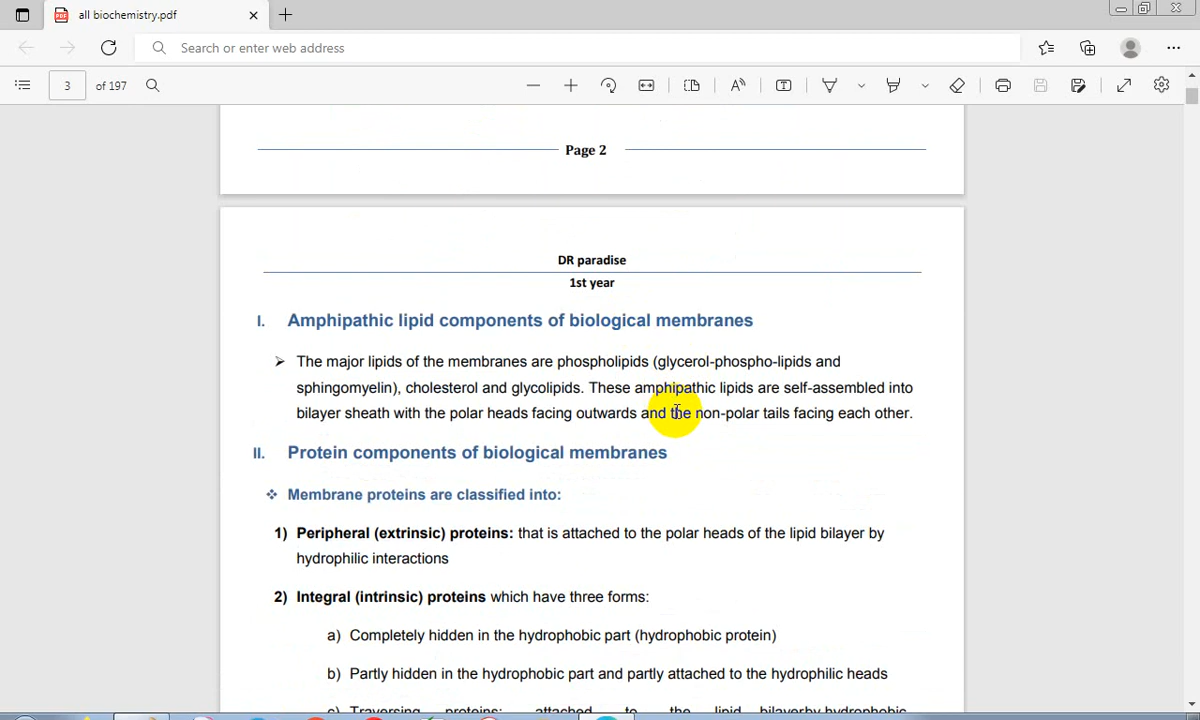 all biochemistry.pdf
Search or enter web address
3 of 197
Page 2
DR paradise
1st year
I. Amphipathic lipid components of biological membranes
➢ The major lipids of the membranes are phospholipids (glycerol-phospho-lipids and
sphingomyelin), cholesterol and glycolipids. These amphipathic lipids are self-assembled into
bilayer sheath with the polar heads facing outwards and the non-polar tails facing each other.
II. Protein components of biological membranes
❖ Membrane proteins are classified into:
1) Peripheral (extrinsic) proteins: that is attached to the polar heads of the lipid bilayer by
hydrophilic interactions
2) Integral (intrinsic) proteins which have three forms:
a) Completely hidden in the hydrophobic part (hydrophobic protein)
b) Partly hidden in the hydrophobic part and partly attached to the hydrophilic heads
c) Traversing proteins: attached to the lipid bilayerby hydrophobic